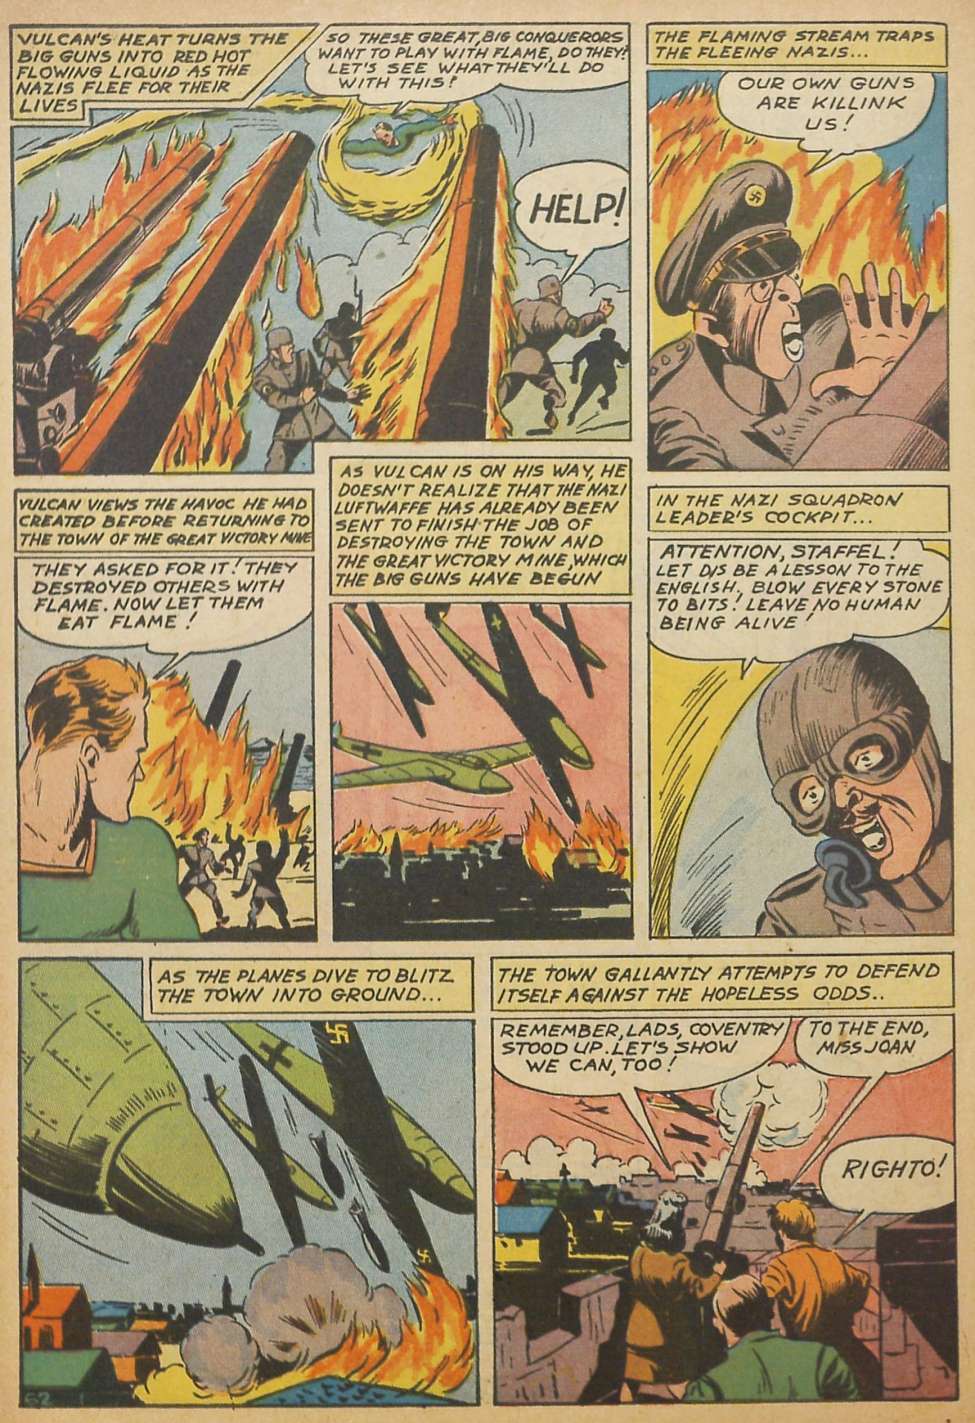 VULCAN'S HEAT TURNS THE
BIG GUNS INTO RED HOT
FLOWING LIQUID AS THE
NAZIS FLEE FOR THEIR
LIVES
SO THESE GREAT, BIG CONQUERORS
WANT TO PLAY WITH FLAME, DO THEY?
LET'S SEE WHAT THEY'LL DO
WITH THIS!
HELP!
THE FLAMING STREAM TRAPS
THE FLEEING NAZIS...
OUR OWN GUNS
ARE KILLINK
US!
VULCAN VIEWS THE HAVOC HE HAD
CREATED BEFORE RETURNING TO
THE TOWN OF THE GREAT VICTORY MINE
THEY ASKED FOR IT! THEY
DESTROYED OTHERS WITH
FLAME. NOW LET THEM
EAT FLAME!
AS VULCAN IS ON HIS WAY, HE
DOESN'T REALIZE THAT THE NAZI
LUFTWAFFE HAS ALREADY BEEN
SENT TO FINISH THE JOB OF
DESTROYING THE TOWN AND
THE GREAT VICTORY MINE, WHICH
THE BIG GUNS HAVE BEGUN
IN THE NAZI SQUADRON
LEADER'S COCKPIT...
ATTENTION, STAFFEL!
LET DIS BE A LESSON TO THE
ENGLISH. BLOW EVERY STONE
TO BITS! LEAVE NO HUMAN
BEING ALIVE!
AS THE PLANES DIVE TO BLITZ
THE TOWN INTO GROUND...
THE TOWN GALLANTLY ATTEMPTS TO DEFEND
ITSELF AGAINST THE HOPELESS ODDS..
REMEMBER, LADS, COVENTRY
STOOD UP. LET'S SHOW
WE CAN, TOO!
TO THE END,
MISS JOAN
RIGHTO!